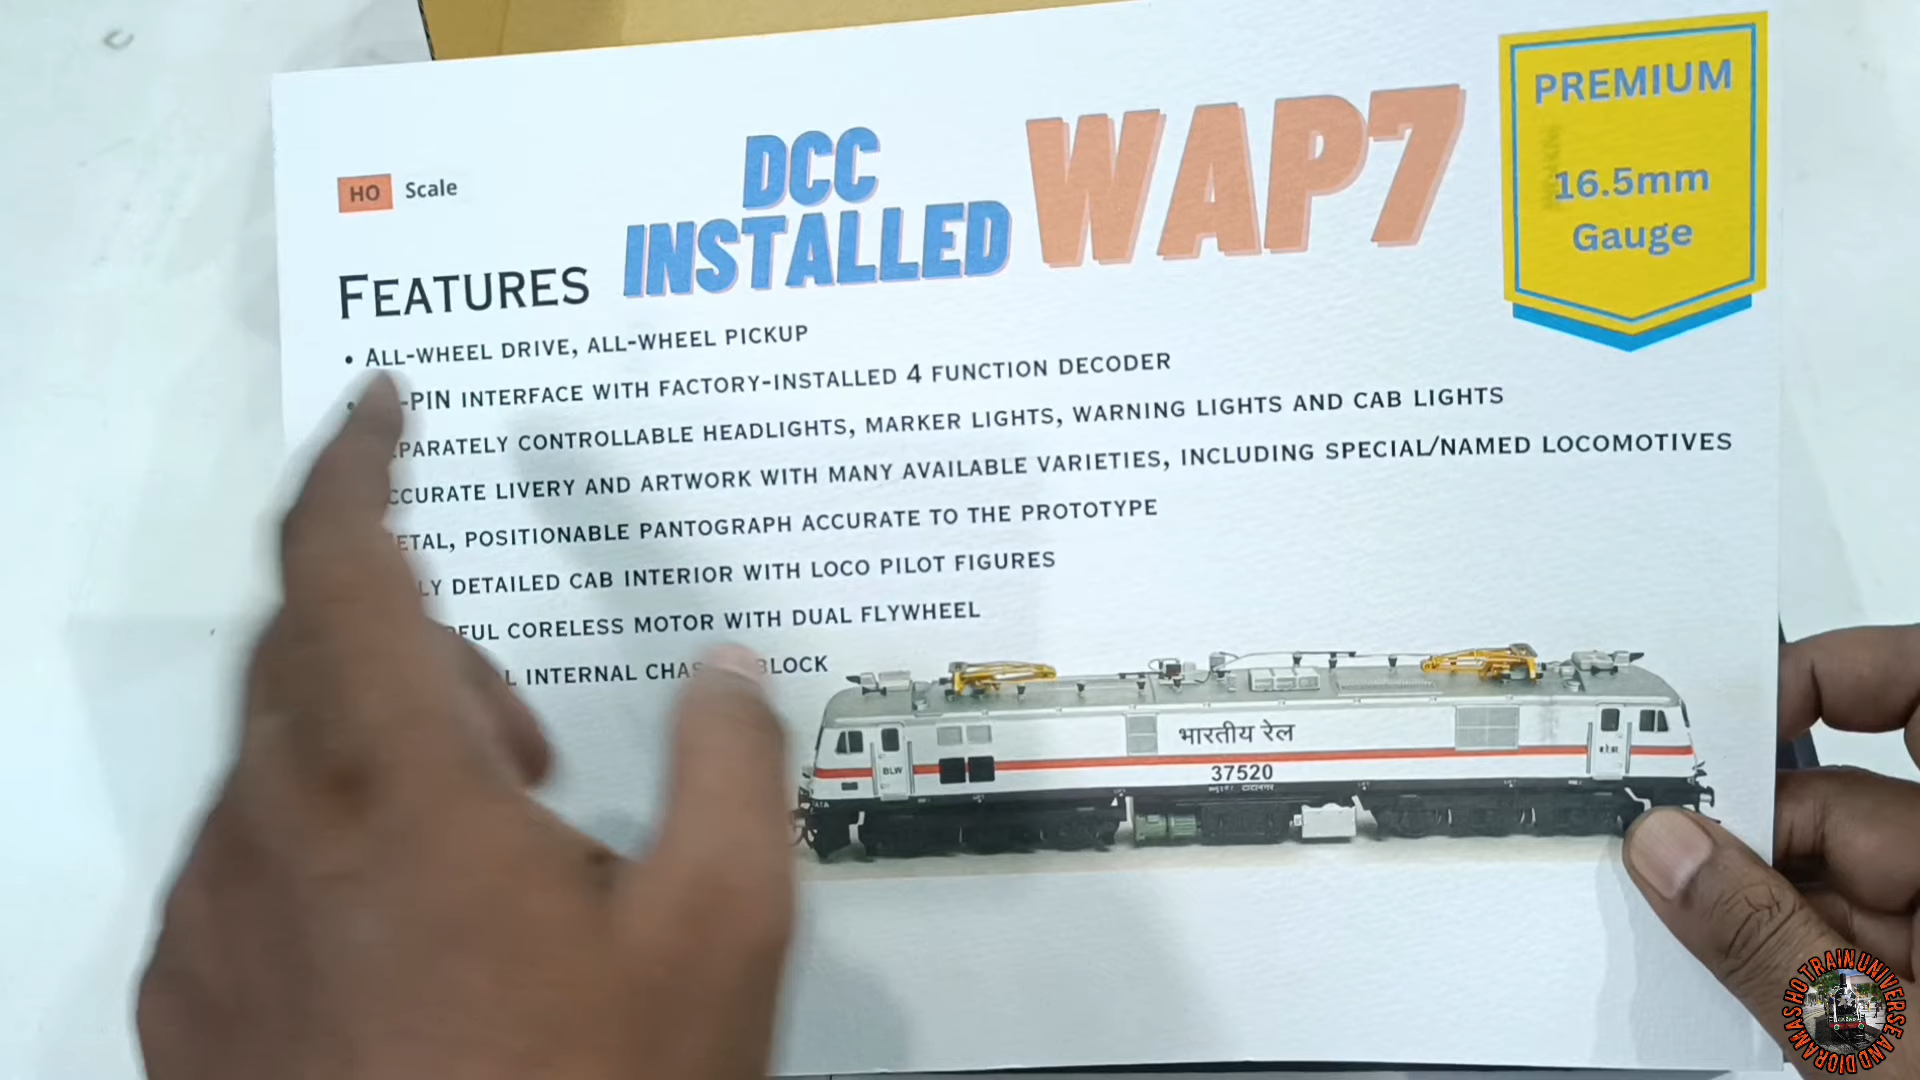 HO Scale
DCC
INSTALLED
WAP7
PREMIUM
16.5mm
Gauge
FEATURES
• ALL-WHEEL DRIVE, ALL-WHEEL PICKUP
• -PIN INTERFACE WITH FACTORY-INSTALLED 4 FUNCTION DECODER
PARATELY CONTROLLABLE HEADLIGHTS, MARKER LIGHTS, WARNING LIGHTS AND CAB LIGHTS
CCURATE LIVERY AND ARTWORK WITH MANY AVAILABLE VARIETIES, INCLUDING SPECIAL/NAMED LOCOMOTIVES
ETAL, POSITIONABLE PANTOGRAPH ACCURATE TO THE PROTOTYPE
LY DETAILED CAB INTERIOR WITH LOCO PILOT FIGURES
FUL CORELESS MOTOR WITH DUAL FLYWHEEL
L INTERNAL CHAS BLOCK
भारतीय रेल
37520
BLW
HO TRAIN UNIVERSE AND DIORAMAS